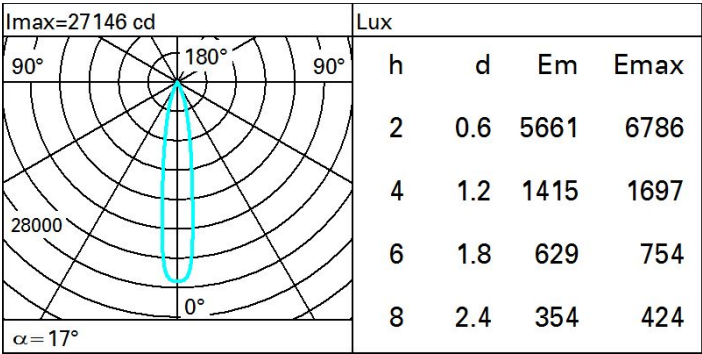 Imax=27146 cd
90° 180° 90°
28000
0°
α=17°
Lux
h d Em Emax
2 0.6 5661 6786
4 1.2 1415 1697
6 1.8 629 754
8 2.4 354 424